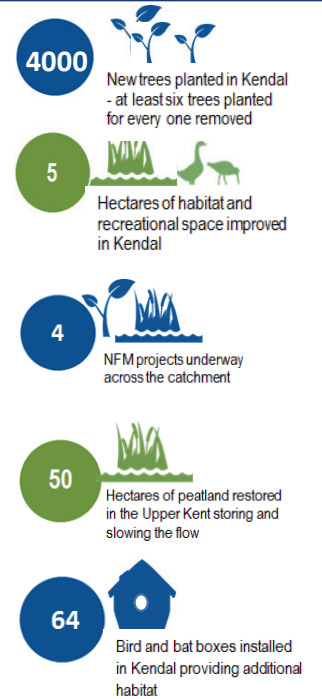 4000
New trees planted in Kendal
- at least six trees planted
for every one removed
5
Hectares of habitat and
recreational space improved
in Kendal
4
NFM projects underway
across the catchment
50
Hectares of peatland restored
in the Upper Kent storing and
slowing the flow
64
Bird and bat boxes installed
in Kendal providing additional
habitat